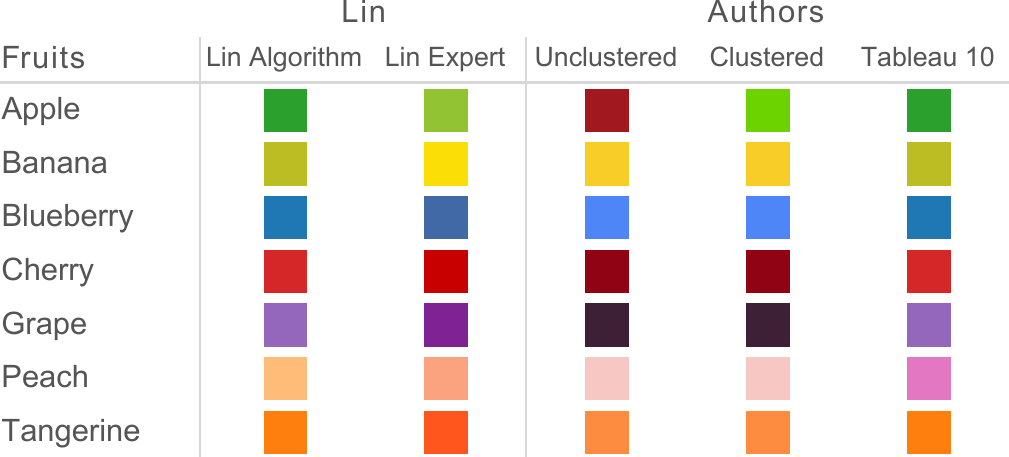 Lin Authors
Fruits Lin Algorithm Lin Expert Unclustered Clustered Tableau 10
Apple
Banana
Blueberry
Cherry
Grape
Peach
Tangerine